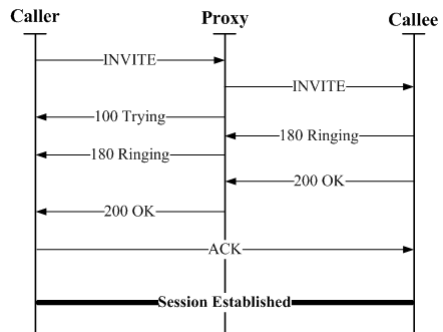 Caller Proxy Callee
INVITE
INVITE
100 Trying
180 Ringing
180 Ringing
200 OK
200 OK
ACK
Session Established